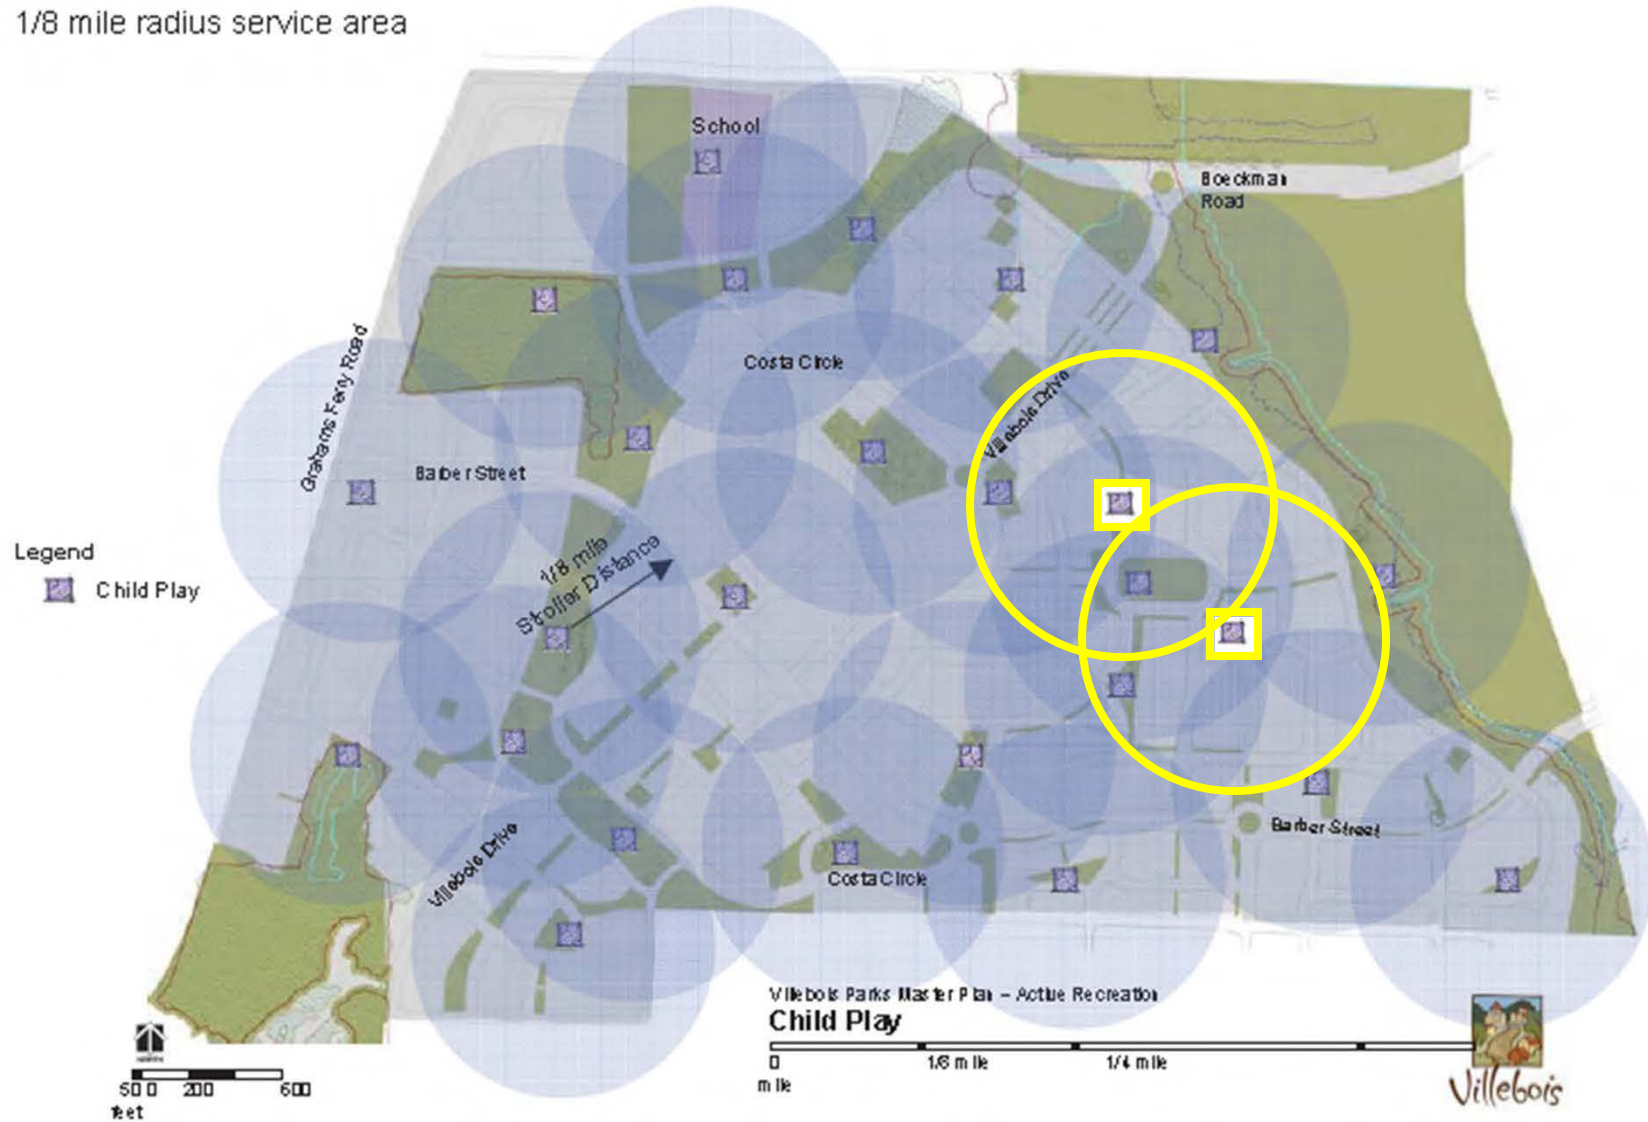 1/8 mile radius service area
School
Boeckman
Road
Costa Circle
Villebois Drive
Grahams Ferry Road
Barber Street
1/8 mile
Stroller Distance
Legend
Child Play
Villebois Drive
Barber Street
Costa Circle
Villebois Parks Master Plan – Active Recreation
Child Play
0
1/8 mile
1/4 mile
mile
50 0 200 600
feet
Villebois